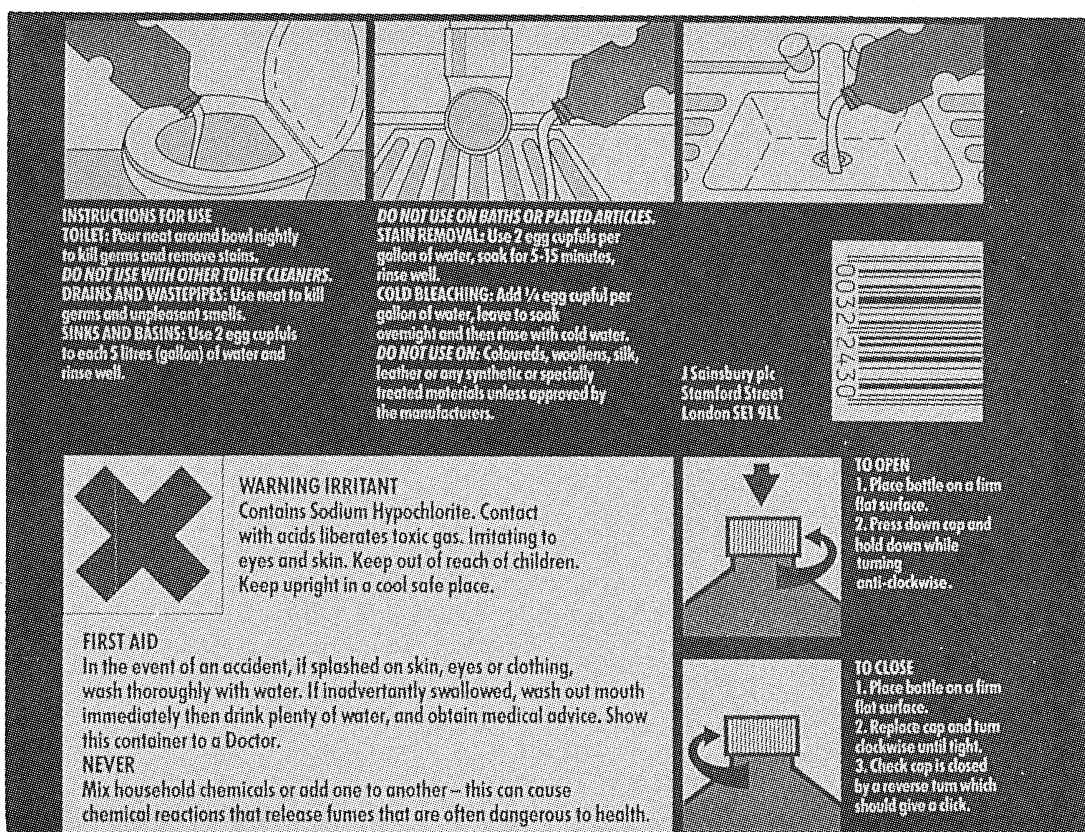 INSTRUCTIONS FOR USE
TOILET: Pour neat around bowl nightly
to kill germs and remove stains.
DO NOT USE WITH OTHER TOILET CLEANERS.
DRAINS AND WASTEPIPES: Use neat to kill
germs and unpleasant smells.
SINKS AND BASINS: Use 2 egg cupfuls
to each 5 litres (gallon) of water and
rinse well.
DO NOT USE ON BATHS OR PLATED ARTICLES.
STAIN REMOVAL: Use 2 egg cupfuls per
gallon of water, soak for 5-15 minutes,
rinse well.
COLD BLEACHING: Add ¼ egg cupful per
gallon of water, leave to soak
overnight and then rinse with cold water.
DO NOT USE ON: Coloureds, woollens, silk,
leather or any synthetic or specially
treated materials unless approved by
the manufacturers.
J Sainsbury plc
Stamford Street
London SE1 9LL
0032 2430
WARNING IRRITANT
Contains Sodium Hypochlorite. Contact
with acids liberates toxic gas. Irritating to
eyes and skin. Keep out of reach of children.
Keep upright in a cool safe place.
FIRST AID
In the event of an accident, if splashed on skin, eyes or clothing,
wash thoroughly with water. If inadvertantly swallowed, wash out mouth
immediately then drink plenty of water, and obtain medical advice. Show
this container to a Doctor.
NEVER
Mix household chemicals or add one to another – this can cause
chemical reactions that release fumes that are often dangerous to health.
TO OPEN
1. Place bottle on a firm
flat surface.
2. Press down cap and
hold down while
turning
anti-clockwise.
TO CLOSE
1. Place bottle on a firm
flat surface.
2. Replace cap and turn
clockwise until tight.
3. Check cap is closed
by a reverse turn which
should give a click.